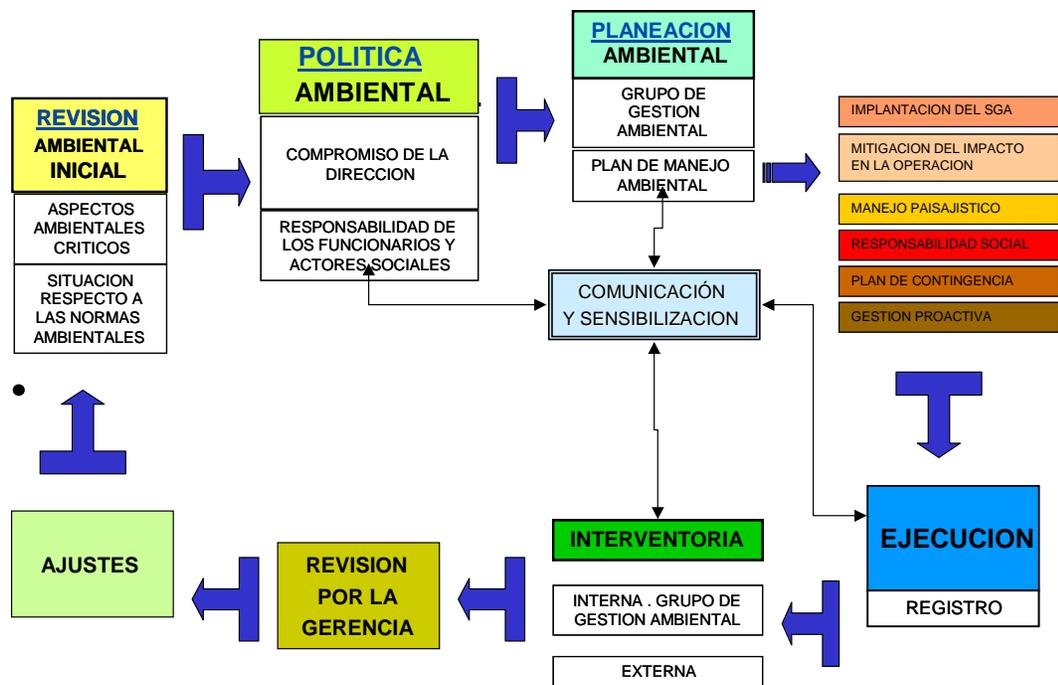 REVISION
AMBIENTAL
INICIAL
ASPECTOS
AMBIENTALES
CRITICOS
SITUACION
RESPECTO A
LAS NORMAS
AMBIENTALES
POLITICA
AMBIENTAL
COMPROMISO DE LA
DIRECCION
RESPONSABILIDAD DE
LOS FUNCIONARIOS Y
ACTORES SOCIALES
PLANEACION
AMBIENTAL
GRUPO DE
GESTION
AMBIENTAL
PLAN DE MANEJO
AMBIENTAL
IMPLANTACION DEL SGA
MITIGACION DEL IMPACTO
EN LA OPERACION
MANEJO PAISAJISTICO
RESPONSABILIDAD SOCIAL
PLAN DE CONTINGENCIA
GESTION PROACTIVA
COMUNICACIÓN
Y SENSIBILIZACION
EJECUCION
REGISTRO
INTERVENTORIA
INTERNA . GRUPO DE
GESTION AMBIENTAL
EXTERNA
REVISION
POR LA
GERENCIA
AJUSTES